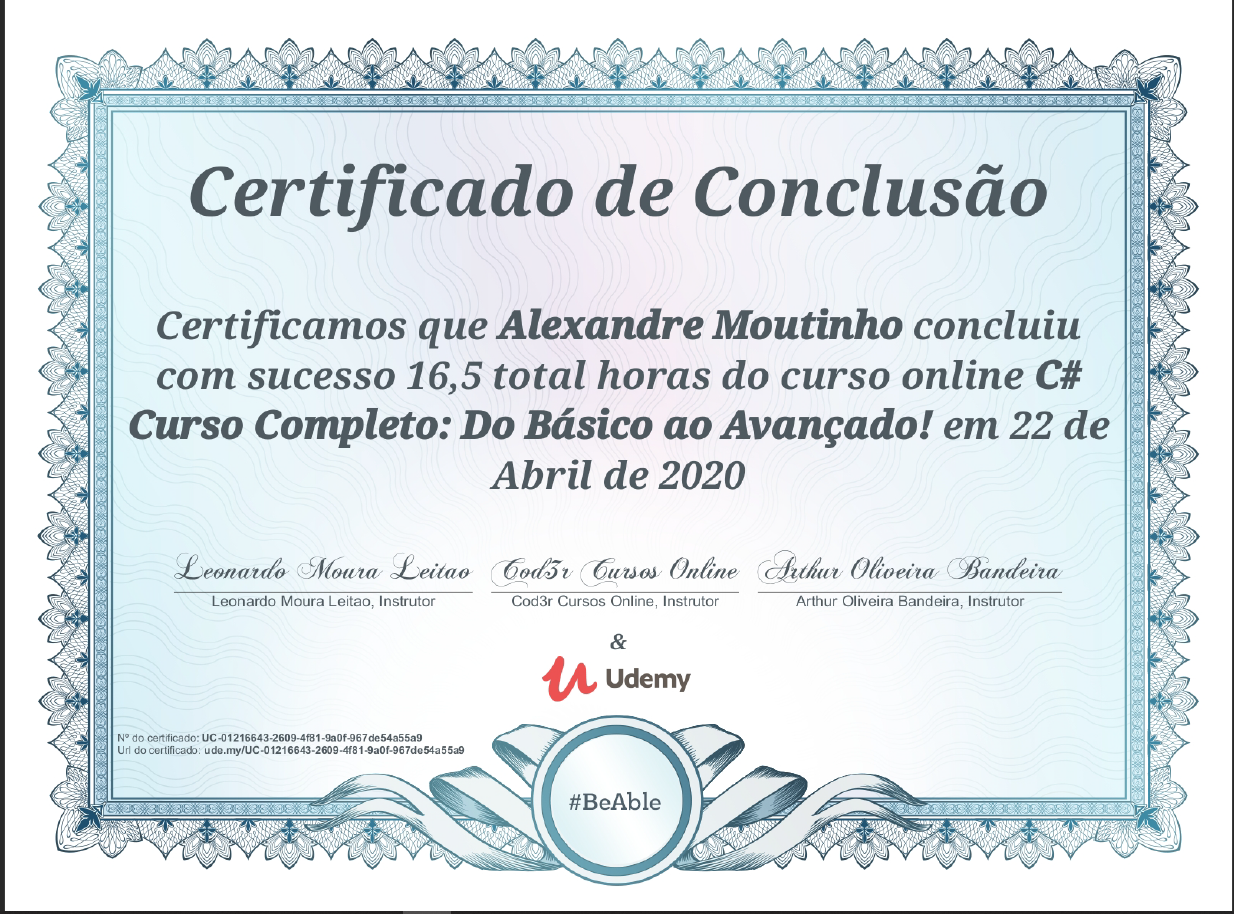 Certificado de Conclusão
Certificamos que Alexandre Moutinho concluiu
com sucesso 16,5 total horas do curso online C#
Curso Completo: Do Básico ao Avançado! em 22 de
Abril de 2020
Leonardo Moura Leitao Cod3r Cursos Online Arthur Oliveira Bandeira
Leonardo Moura Leitao, Instrutor Cod3r Cursos Online, Instrutor Arthur Oliveira Bandeira, Instrutor
&
Udemy
Nº do certificado: UC-01216643-2609-4f81-9a0f-967de54a55a9
Url do certificado: ude.my/UC-01216643-2609-4f81-9a0f-967de54a55a9
#BeAble